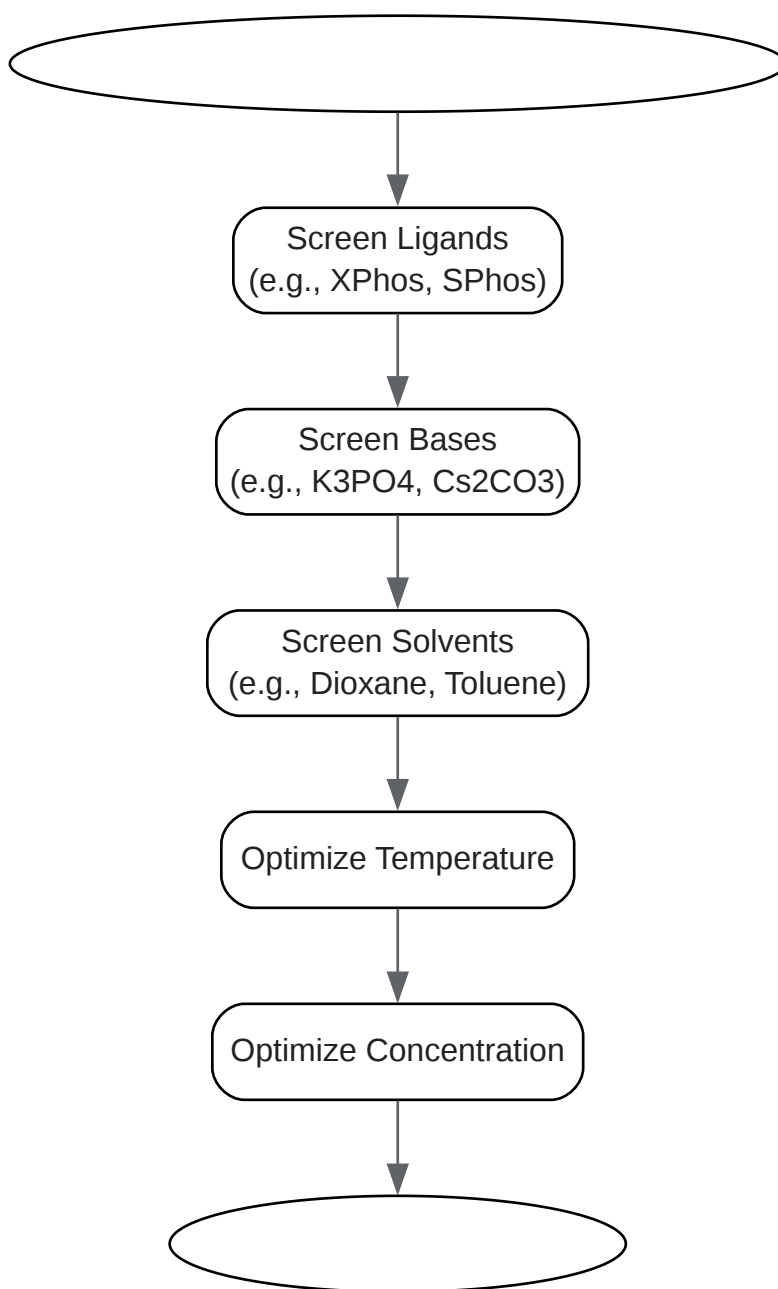 Screen Ligands
(e.g., XPhos, SPhos)
Screen Bases
(e.g., K3PO4, Cs2CO3)
Screen Solvents
(e.g., Dioxane, Toluene)
Optimize Temperature
Optimize Concentration